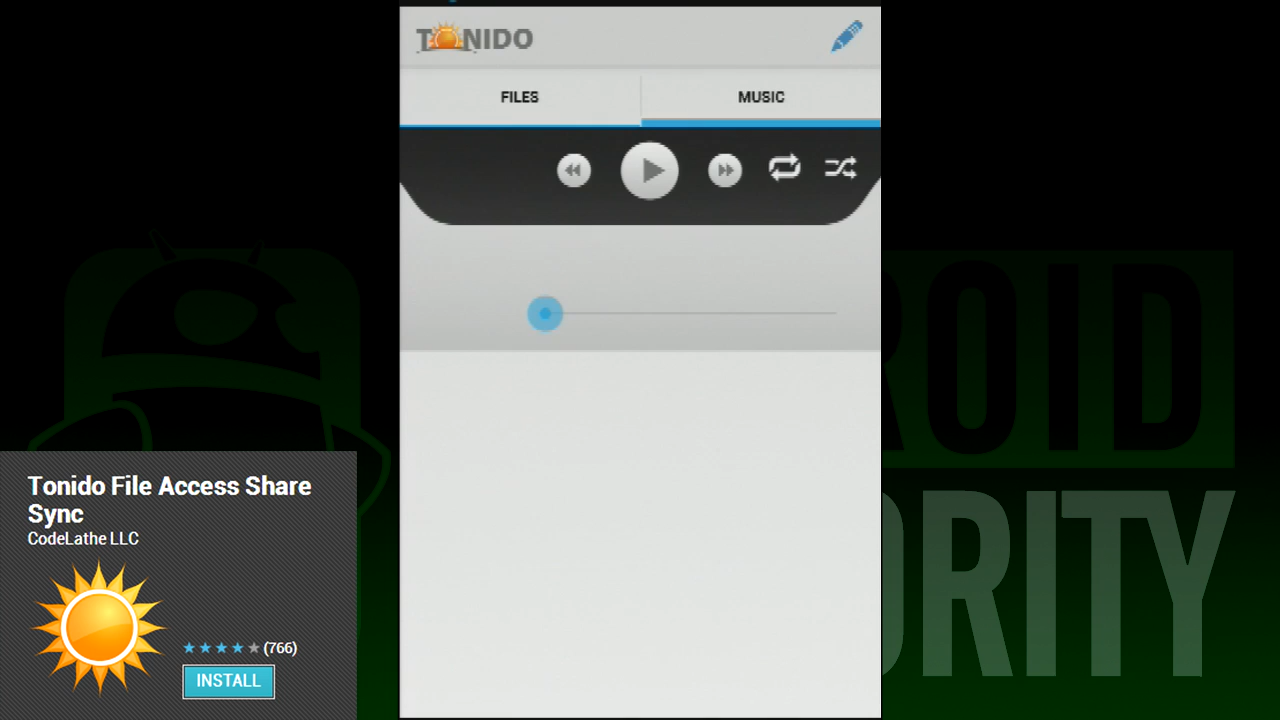 TONIDO
FILES
MUSIC
Tonido File Access Share
Sync
CodeLathe LLC
(766)
INSTALL
ROID
ORITY